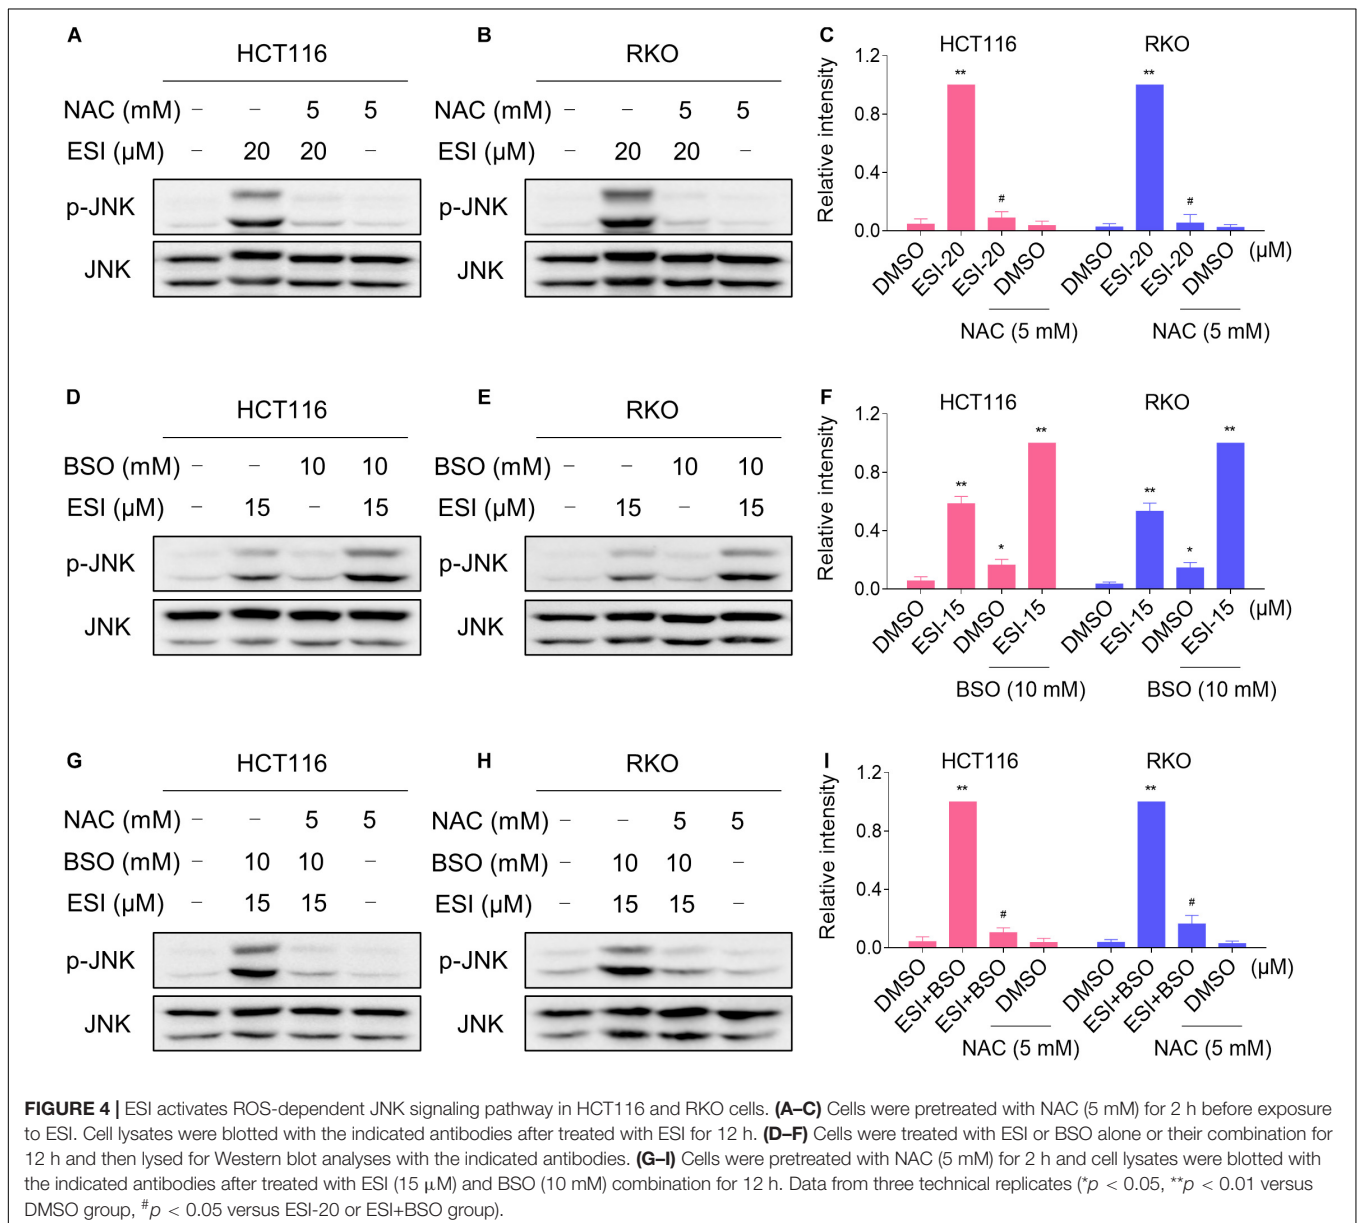 A
HCT116
NAC (mM) – – 5 5
ESI (µM) – 20 20 –
p-JNK
JNK
B
RKO
NAC (mM) – – 5 5
ESI (µM) – 20 20 –
p-JNK
JNK
C
HCT116 RKO
Relative intensity
1.2
0.8
0.4
0.0
** # ** #
DMSO ESI-20 ESI-20 DMSO DMSO ESI-20 ESI-20 DMSO (µM)
NAC (5 mM) NAC (5 mM)
D
HCT116
BSO (mM) – – 10 10
ESI (µM) – 15 – 15
p-JNK
JNK
E
RKO
BSO (mM) – – 10 10
ESI (µM) – 15 – 15
p-JNK
JNK
F
HCT116 RKO
Relative intensity
1.2
0.8
0.4
0.0
** * ** ** * **
DMSO ESI-15 DMSO ESI-15 DMSO ESI-15 DMSO ESI-15 (µM)
BSO (10 mM) BSO (10 mM)
G
HCT116
NAC (mM) – – 5 5
BSO (mM) – 10 10 –
ESI (µM) – 15 15 –
p-JNK
JNK
H
RKO
NAC (mM) – – 5 5
BSO (mM) – 10 10 –
ESI (µM) – 15 15 –
p-JNK
JNK
I
HCT116 RKO
Relative intensity
1.2
0.8
0.4
0.0
** # ** #
DMSO ESI+BSO ESI+BSO DMSO DMSO ESI+BSO ESI+BSO DMSO (µM)
NAC (5 mM) NAC (5 mM)
FIGURE 4 | ESI activates ROS-dependent JNK signaling pathway in HCT116 and RKO cells. (A–C) Cells were pretreated with NAC (5 mM) for 2 h before exposure
to ESI. Cell lysates were blotted with the indicated antibodies after treated with ESI for 12 h. (D–F) Cells were treated with ESI or BSO alone or their combination for
12 h and then lysed for Western blot analyses with the indicated antibodies. (G–I) Cells were pretreated with NAC (5 mM) for 2 h and cell lysates were blotted with
the indicated antibodies after treated with ESI (15 µM) and BSO (10 mM) combination for 12 h. Data from three technical replicates (*p < 0.05, **p < 0.01 versus
DMSO group, #p < 0.05 versus ESI-20 or ESI+BSO group).